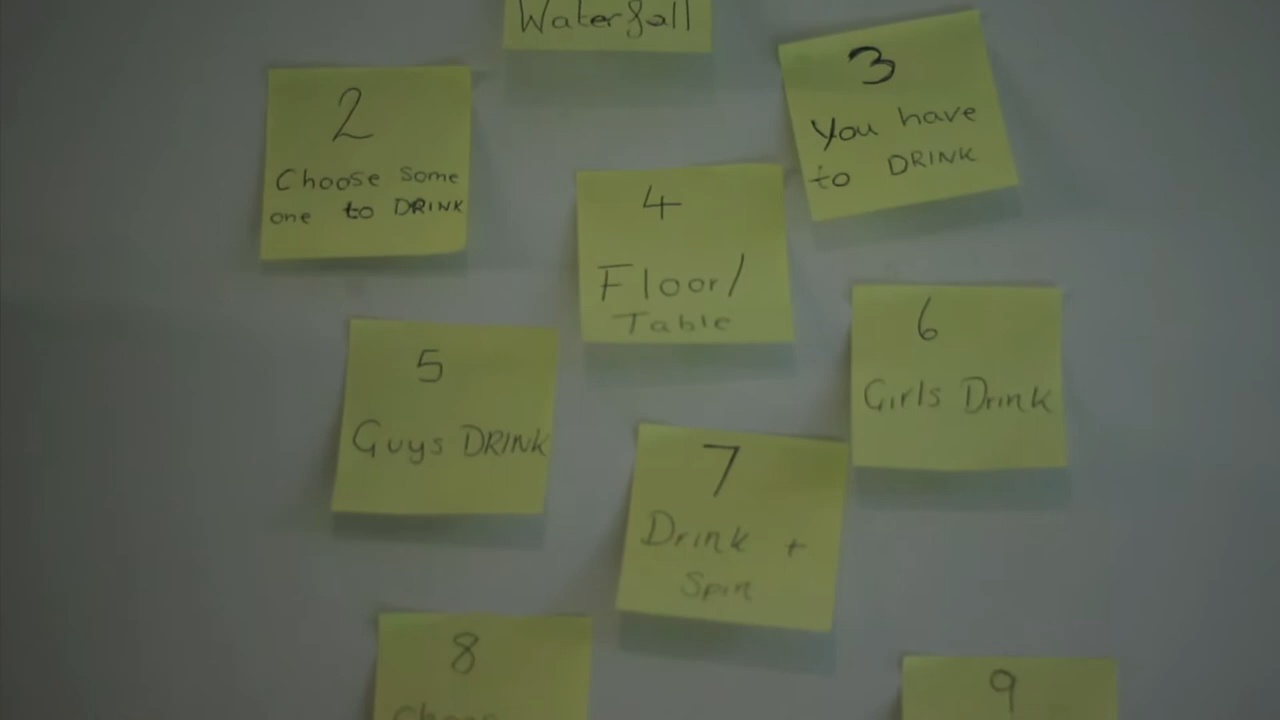 Waterfall
2
Choose Some
one to DRINK
3
You have
to DRINK
4
Floor/
Table
5
Guys DRINK
6
Girls Drink
7
Drink +
Spin
8
9